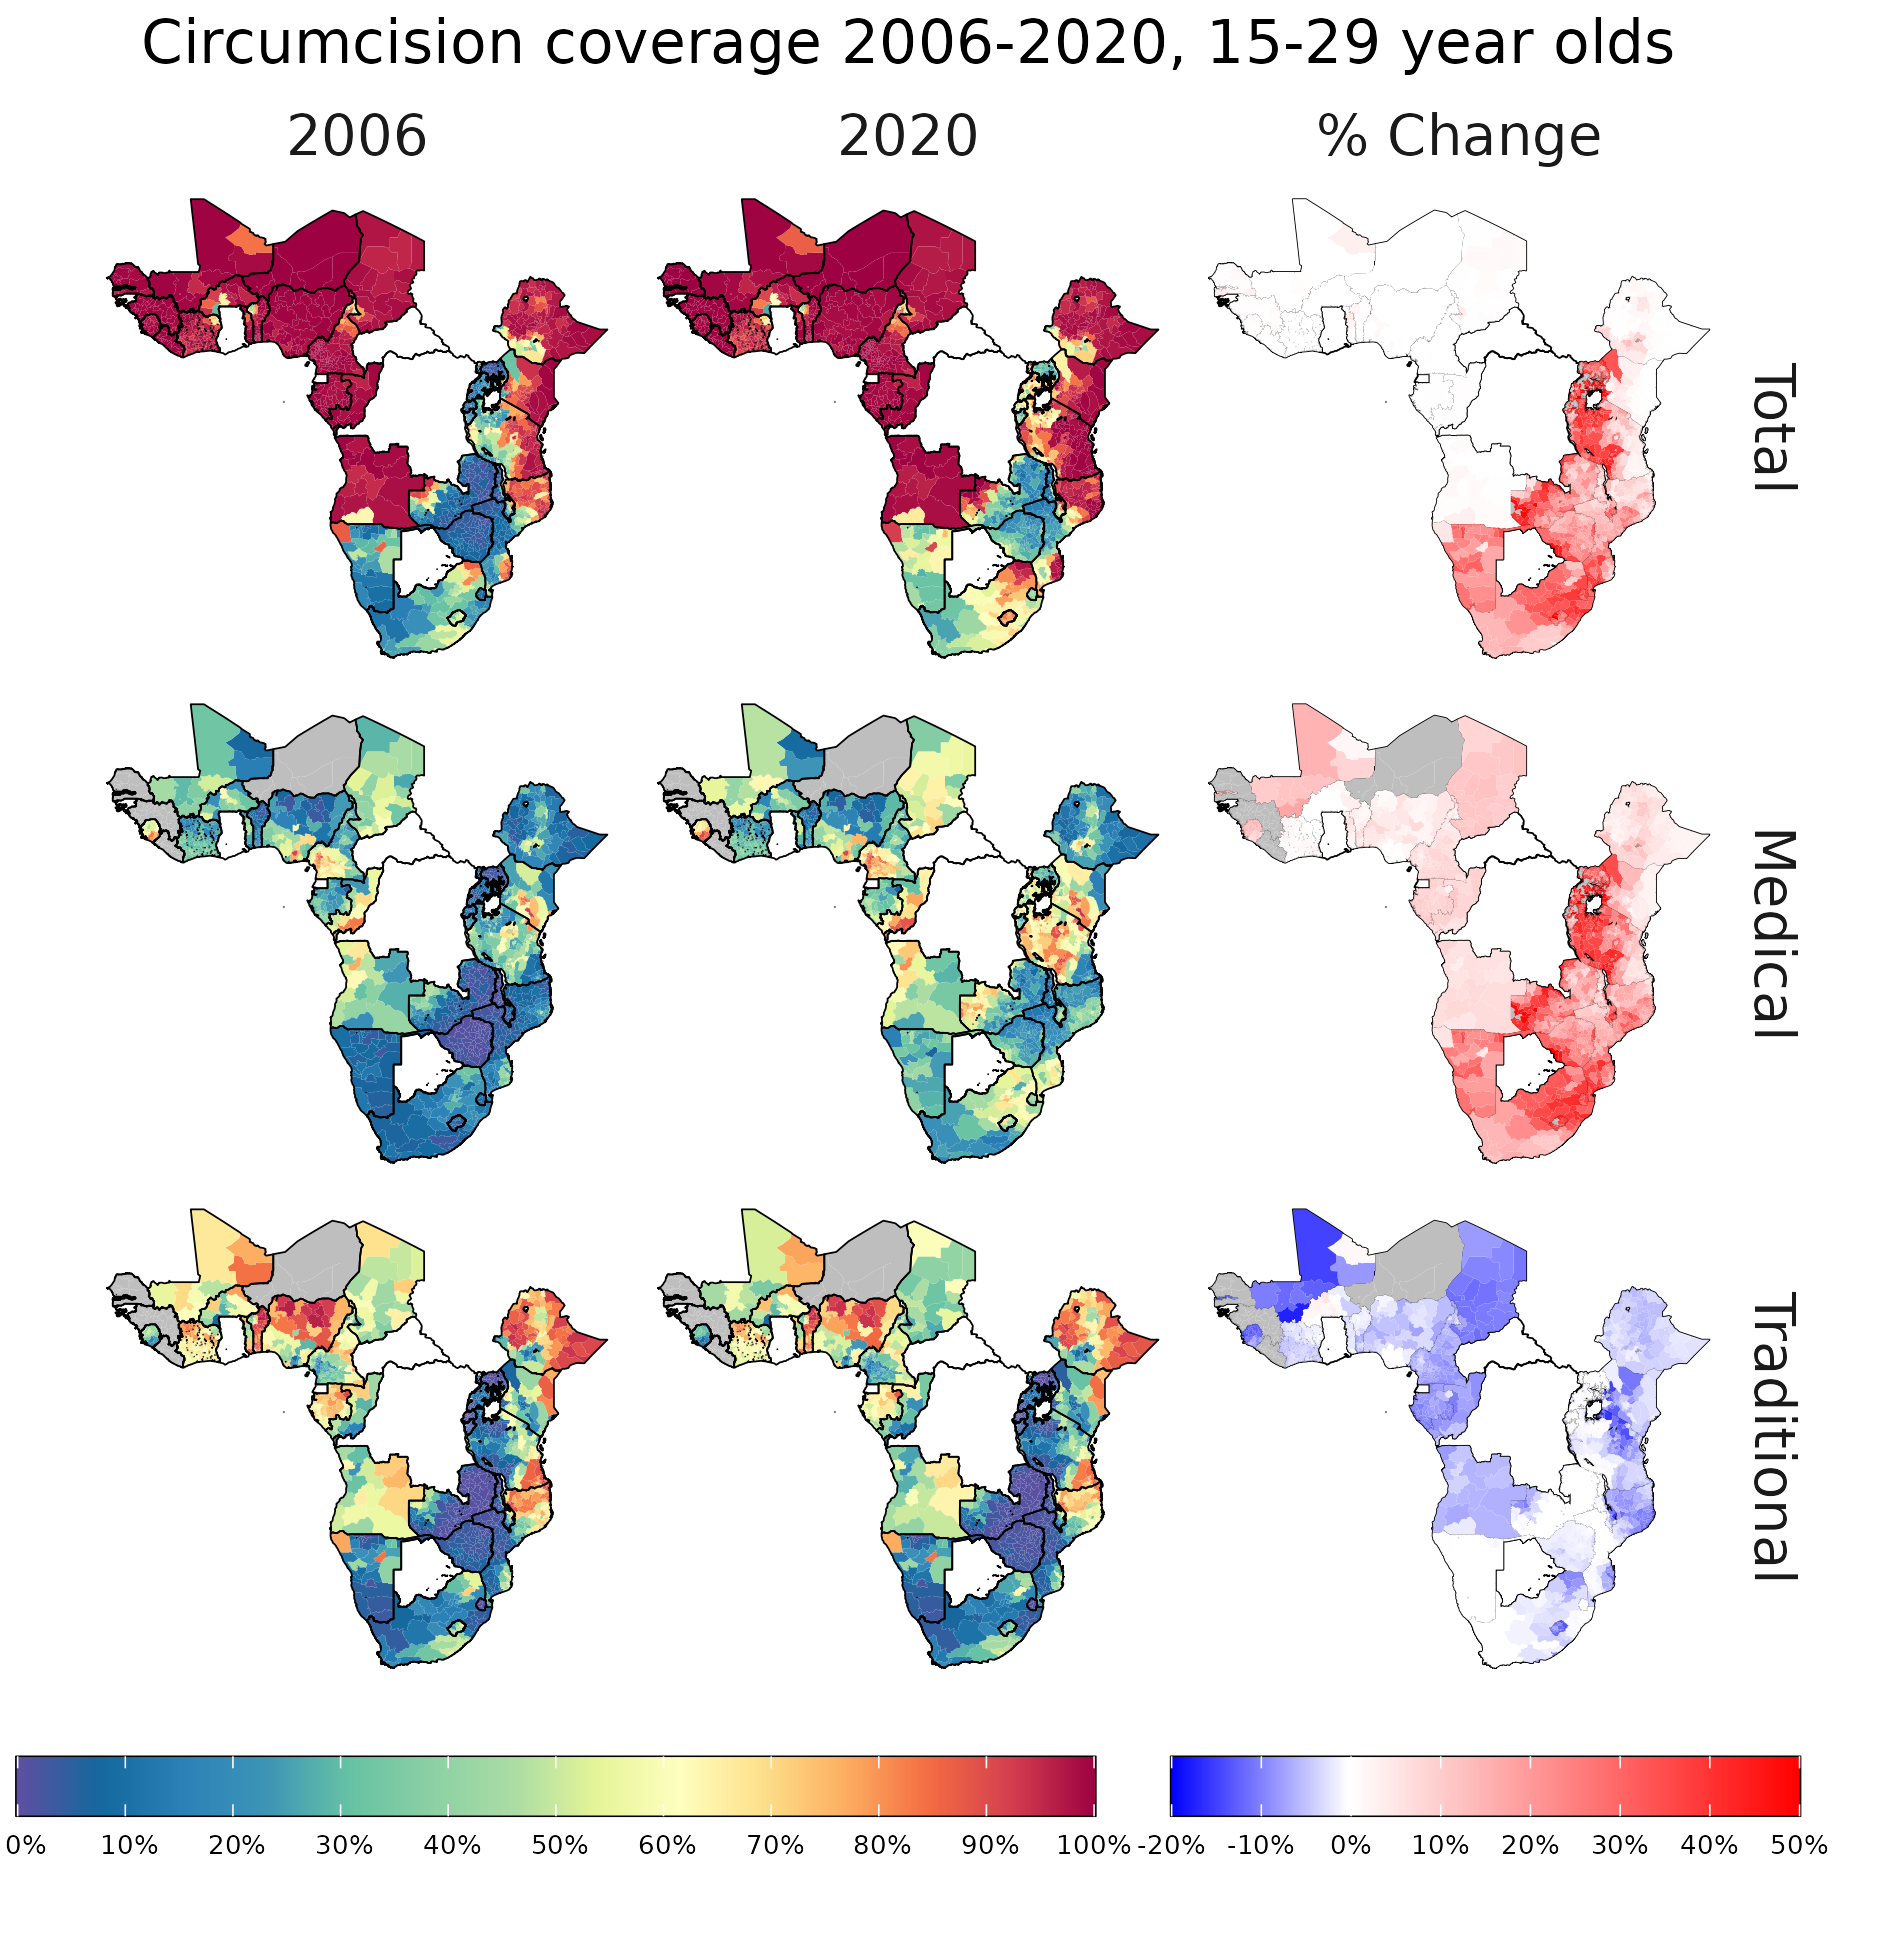 Circumcision coverage 2006-2020, 15-29 year olds
2006
2020
% Change
Total
Medical
Traditional
0% 10% 20% 30% 40% 50% 60% 70% 80% 90% 100%
-20% -10% 0% 10% 20% 30% 40% 50%